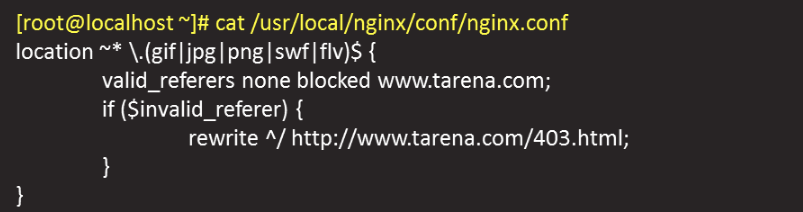 [root@localhost ~]# cat /usr/local/nginx/conf/nginx.conf
location ~* \.(gif|jpg|png|swf|flv)$ {
valid_referers none blocked www.tarena.com;
if ($invalid_referer) {
rewrite ^/ http://www.tarena.com/403.html;
}
}